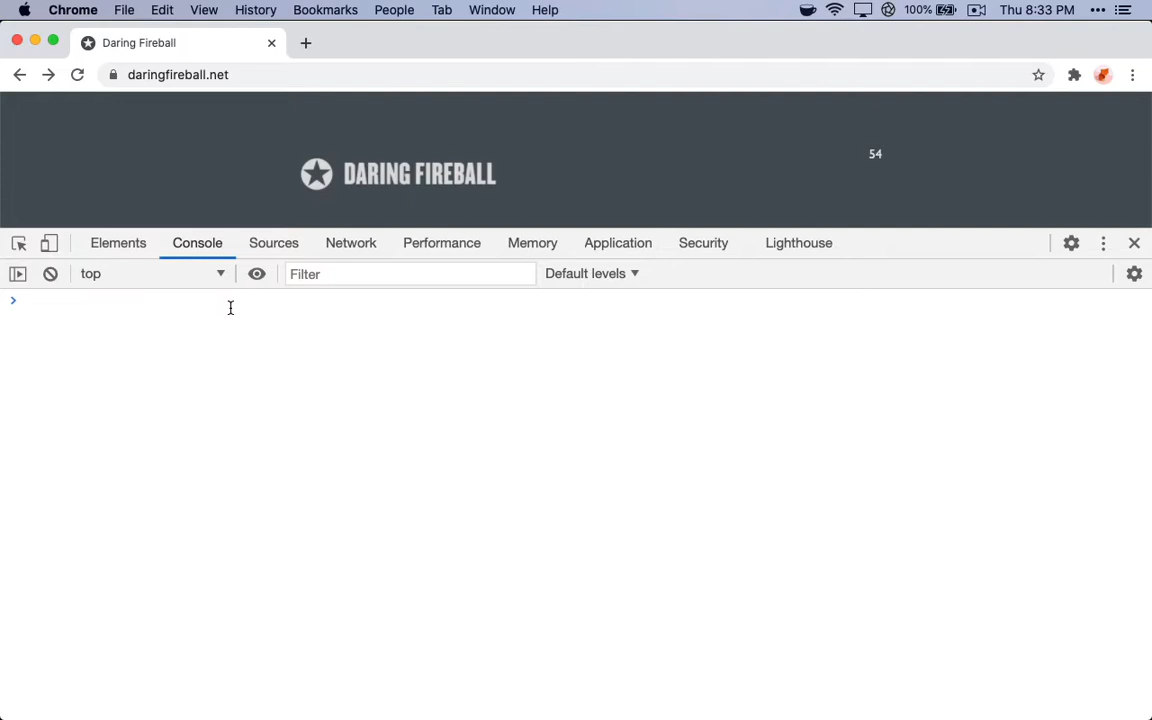 Chrome File Edit View History Bookmarks People Tab Window Help 100% Thu 8:33 PM
Daring Fireball
daringfireball.net
DARING FIREBALL
54
Elements Console Sources Network Performance Memory Application Security Lighthouse
top Filter Default levels